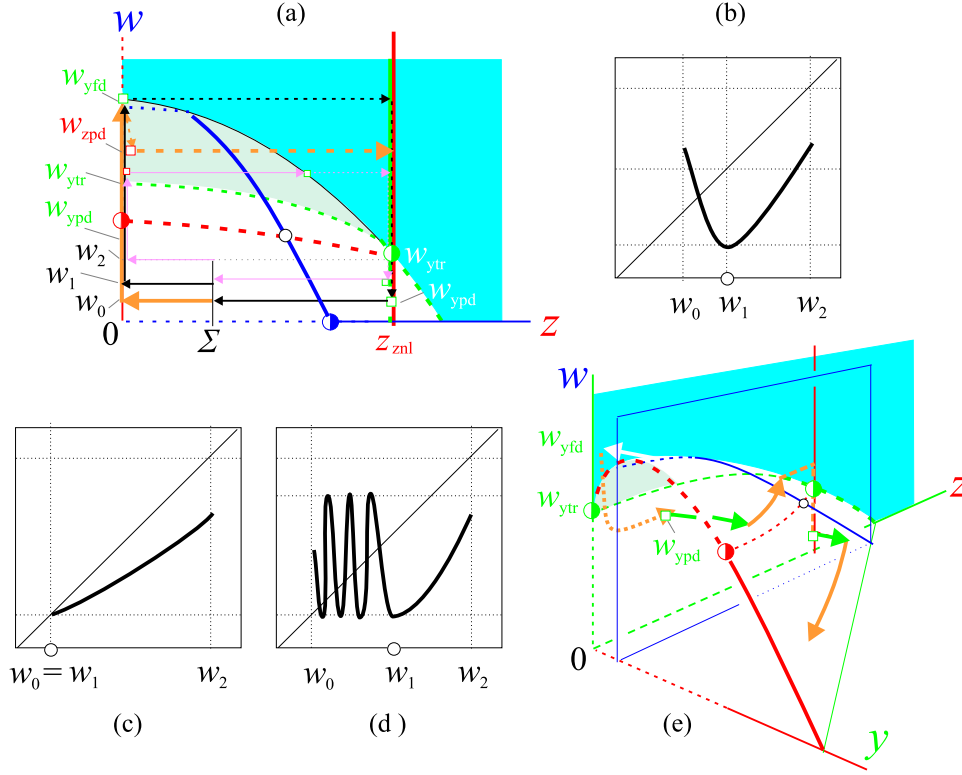 (a)
w
w_yfd
w_zpd
w_ytr
w_ypd
w_2
w_1
w_0
0
Σ
z_znl
z
w_ytr
w_ypd
(b)
w_0 w_1 w_2
w_0 = w_1 w_2
(c)
w_0 w_1 w_2
(d)
w
w_yfd
w_ytr
w_ypd
z
0
y
(e)